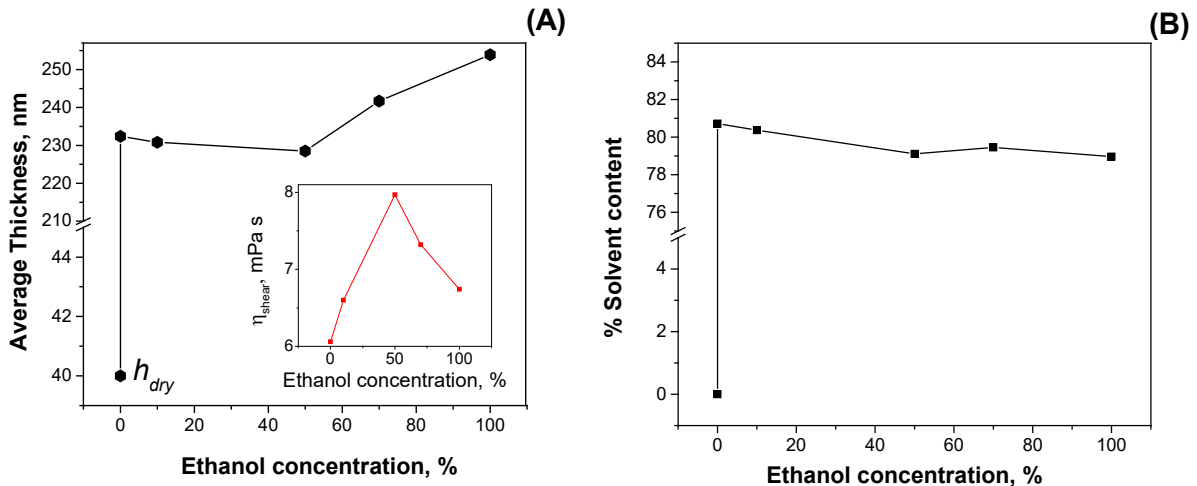 (A)
250
240
230
220
210
44
42
40
Average Thickness, nm
h_dry
0 20 40 60 80 100
Ethanol concentration, %
8
7
6
η_shear, mPa s
0 50 100
Ethanol concentration, %
(B)
84
82
80
78
76
4
2
0
% Solvent content
0 20 40 60 80 100
Ethanol concentration, %